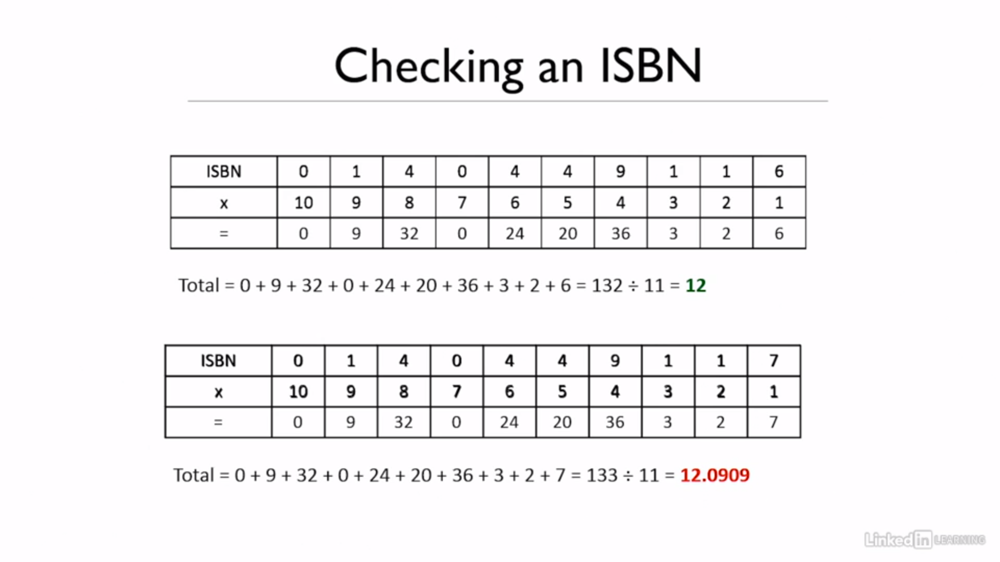 Checking an ISBN
ISBN 0 1 4 0 4 4 9 1 1 6
x 10 9 8 7 6 5 4 3 2 1
= 0 9 32 0 24 20 36 3 2 6
Total = 0 + 9 + 32 + 0 + 24 + 20 + 36 + 3 + 2 + 6 = 132 ÷ 11 = 12
ISBN 0 1 4 0 4 4 9 1 1 7
x 10 9 8 7 6 5 4 3 2 1
= 0 9 32 0 24 20 36 3 2 7
Total = 0 + 9 + 32 + 0 + 24 + 20 + 36 + 3 + 2 + 7 = 133 ÷ 11 = 12.0909
Linked in LEARNING